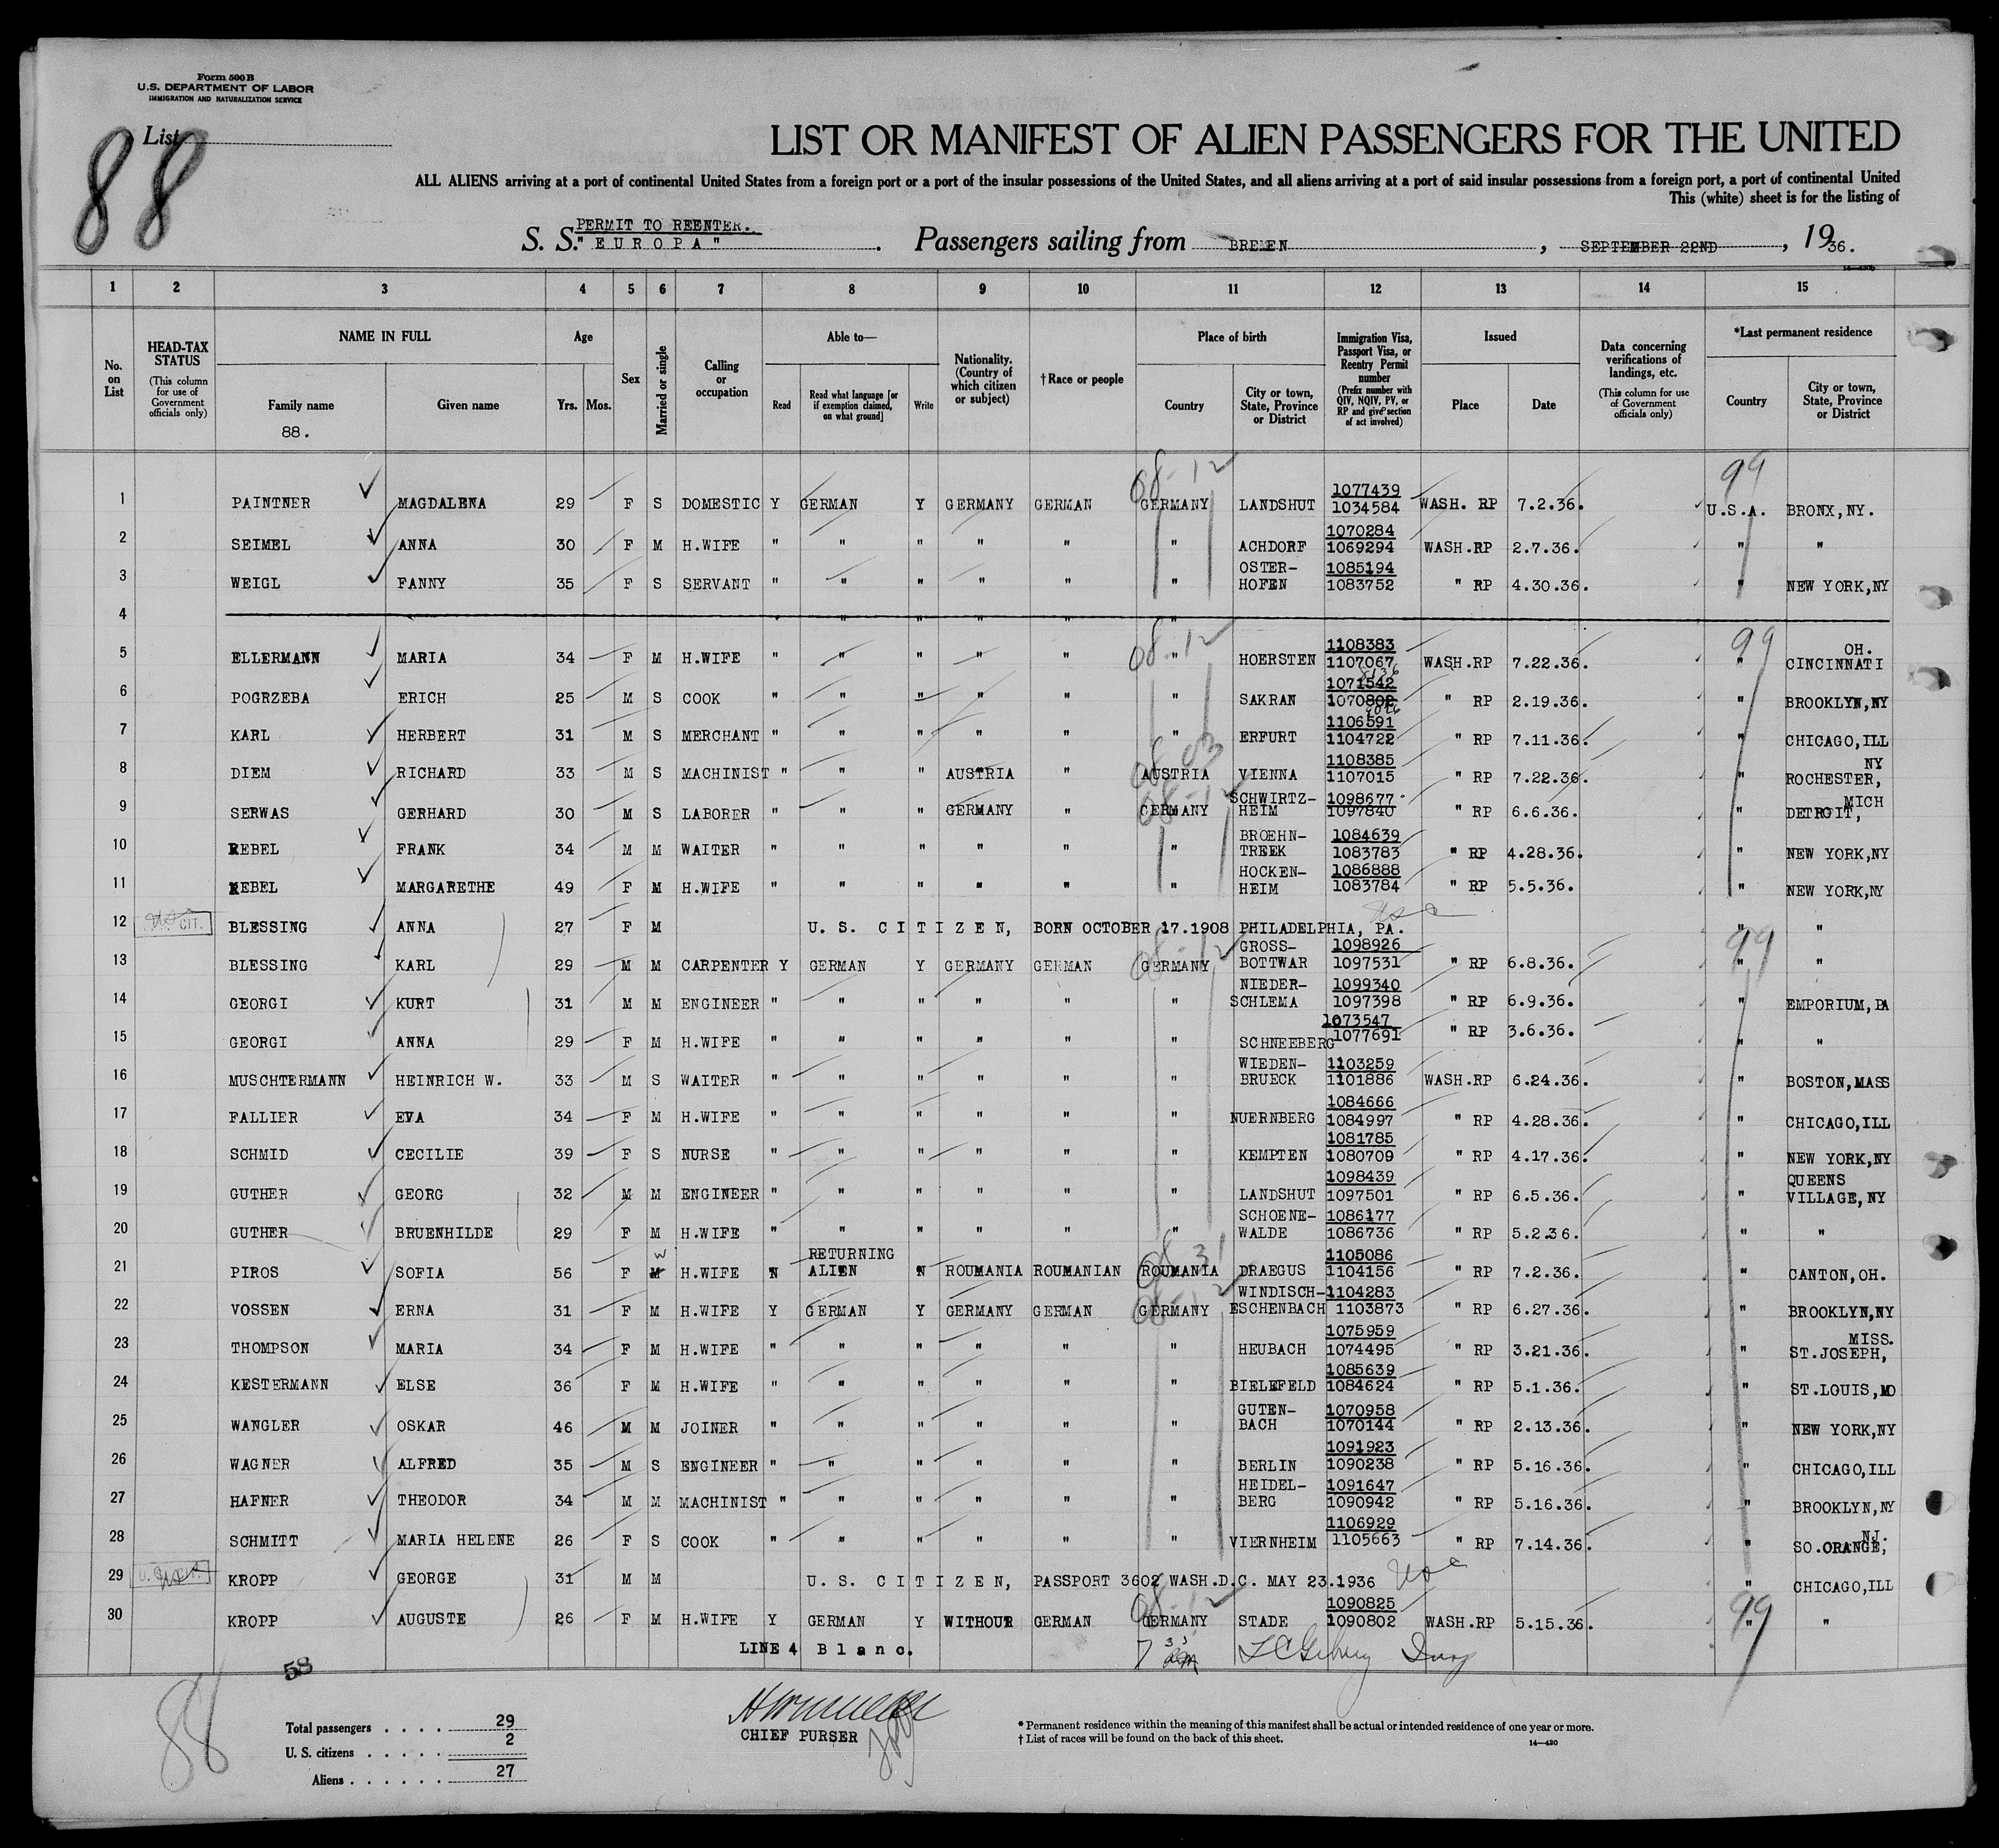 Form 500 B
U.S. DEPARTMENT OF LABOR
IMMIGRATION AND NATURALIZATION SERVICE
List
88
LIST OR MANIFEST OF ALIEN PASSENGERS FOR THE UNITED
ALL ALIENS arriving at a port of continental United States from a foreign port or a port of the insular possessions of the United States, and all aliens arriving at a port of said insular possessions from a foreign port, a port of continental United
This (white) sheet is for the listing of
PERMIT TO REENTER.
S. S. "EUROPA" . Passengers sailing from BREMEN , SEPTEMBER 22ND , 1936.
1 2 3 4 5 6 7 8 9 10 11 12 13 14 15
No. on List
HEAD-TAX STATUS (This column for use of Government officials only)
NAME IN FULL
Family name Given name
88.
Age Yrs. Mos.
Sex
Married or single
Calling or occupation
Able to—
Read Read what language [or if exemption claimed, on what ground] Write
Nationality. (Country of which citizen or subject)
†Race or people
Place of birth
Country City or town, State, Province or District
Immigration Visa, Passport Visa, or Reentry Permit number (Prefix number with QIV, NQIV, PV, or RP and give section of act involved)
Issued
Place Date
Data concerning verifications of landings, etc. (This column for use of Government officials only)
*Last permanent residence
Country City or town, State, Province or District
08-12 99
1 PAINTNER MAGDALENA 29 F S DOMESTIC Y GERMAN Y GERMANY GERMAN GERMANY LANDSHUT 1077439 1034584 WASH. RP 7.2.36. U.S.A. BRONX, NY.
2 SEIMEL ANNA 30 F M H.WIFE " " " " " " ACHDORF 1070284 1069294 WASH.RP 2.7.36. " "
3 WEIGL FANNY 35 F S SERVANT " " " " " " OSTER-HOFEN 1085194 1083752 " RP 4.30.36. " NEW YORK,NY
4 " " " " "
08-12 99
5 ELLERMANN MARIA 34 F M H.WIFE " " " " " " HOERSTEN 1108383 1107067 WASH.RP 7.22.36. " OH. CINCINNATI
6 POGRZEBA ERICH 25 M S COOK " " " " " " SAKRAN 1071542 " RP 2.19.36. " BROOKLYN,NY
7 KARL HERBERT 31 M S MERCHANT " " " " " " ERFURT 1106591 1104722 " RP 7.11.36. " CHICAGO,ILL
8 DIEM RICHARD 33 M S MACHINIST " " " AUSTRIA " AUSTRIA VIENNA 1108385 1107015 " RP 7.22.36. " NY ROCHESTER,
9 SERWAS GERHARD 30 M S LABORER " " " GERMANY " GERMANY SCHWIRTZ-HEIM 1098677 1097840 " RP 6.6.36. " MICH DETROIT,
10 REBEL FRANK 34 M M WAITER " " " " " " BROEHN-TREEK 1084639 1083783 " RP 4.28.36. " NEW YORK,NY
11 REBEL MARGARETHE 49 F M H.WIFE " " " " " " HOCKEN-HEIM 1086888 1083784 " RP 5.5.36. " NEW YORK,NY
12 CIT. BLESSING ANNA 27 F M U. S. CITIZEN, BORN OCTOBER 17.1908 PHILADELPHIA, PA. " "
13 BLESSING KARL 29 M M CARPENTER Y GERMAN Y GERMANY GERMAN GERMANY GROSS-BOTTWAR 1098926 1097531 " RP 6.8.36. " "
14 GEORGI KURT 31 M M ENGINEER " " " " " " NIEDER-SCHLEMA 1099340 1097398 " RP 6.9.36. " EMPORIUM,PA
15 GEORGI ANNA 29 F M H.WIFE " " " " " " SCHNEEBERG 1073547 1077691 " RP 3.6.36. " "
16 MUSCHTERMANN HEINRICH W. 33 M S WAITER " " " " " " WIEDEN-BRUECK 1103259 1101886 WASH.RP 6.24.36. " BOSTON,MASS
17 FALLIER EVA 34 F M H.WIFE " " " " " " NUERNBERG 1084666 1084997 " RP 4.28.36. " CHICAGO,ILL
18 SCHMID CECILIE 39 F S NURSE " " " " " " KEMPTEN 1081785 1080709 " RP 4.17.36. " NEW YORK,NY
19 GUTHER GEORG 32 M M ENGINEER " " " " " " LANDSHUT 1098439 1097501 " RP 6.5.36. " QUEENS VILLAGE,NY
20 GUTHER BRUENHILDE 29 F M H.WIFE " " " " " " SCHOENE-WALDE 1086177 1086736 " RP 5.2.36. " "
21 PIROS SOFIA 56 F W H.WIFE N RETURNING ALIEN N ROUMANIA ROUMANIAN ROUMANIA DRAEGUS 1105086 1104156 " RP 7.2.36. " CANTON,OH.
22 VOSSEN ERNA 31 F M H.WIFE Y GERMAN Y GERMANY GERMAN GERMANY WINDISCH-ESCHENBACH 1104283 1103873 " RP 6.27.36. " BROOKLYN,NY
23 THOMPSON MARIA 34 F M H.WIFE " " " " " " HEUBACH 1075959 1074495 " RP 3.21.36. " MISS. ST.JOSEPH,
24 KESTERMANN ELSE 36 F M H.WIFE " " " " " " BIELEFELD 1085639 1084624 " RP 5.1.36. " ST.LOUIS,MO
25 WANGLER OSKAR 46 M M JOINER " " " " " " GUTEN-BACH 1070958 1070144 " RP 2.13.36. " NEW YORK,NY
26 WAGNER ALFRED 35 M S ENGINEER " " " " " " BERLIN 1091923 1090238 " RP 5.16.36. " CHICAGO,ILL
27 HAFNER THEODOR 34 M M MACHINIST " " " " " " HEIDEL-BERG 1091647 1090942 " RP 5.16.36. " BROOKLYN,NY
28 SCHMITT MARIA HELENE 26 F S COOK " " " " " " VIERNHEIM 1106929 1105663 " RP 7.14.36. " NJ. SO.ORANGE,
29 U. S. CIT. KROPP GEORGE 31 M M U. S. CITIZEN, PASSPORT 3602 WASH.D.C. MAY 23.1936 " CHICAGO,ILL
30 KROPP AUGUSTE 26 F M H.WIFE Y GERMAN Y WITHOUT GERMAN GERMANY STADE 1090825 1090802 WASH.RP 5.15.36. " "
LINE 4 Blanc.
58
88
Total passengers . . . . 29
U. S. citizens . . . . . 2
Aliens . . . . . . 27
CHIEF PURSER
* Permanent residence within the meaning of this manifest shall be actual or intended residence of one year or more.
† List of races will be found on the back of this sheet.
14—420